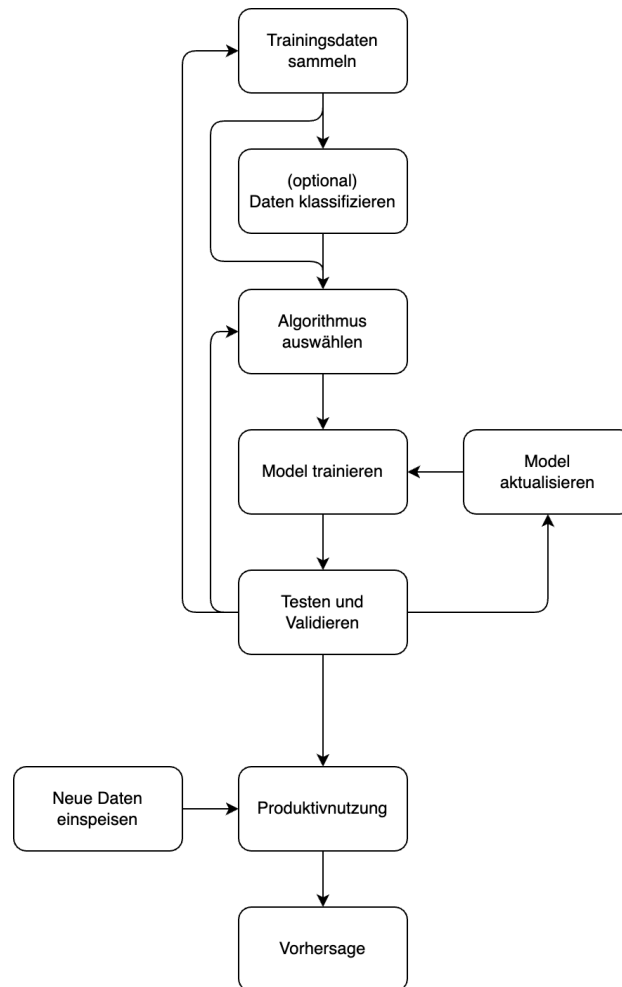 Trainingsdaten
sammeln
(optional)
Daten klassifizieren
Algorithmus
auswählen
Model trainieren
Model
aktualisieren
Testen und
Validieren
Neue Daten
einspeisen
Produktivnutzung
Vorhersage